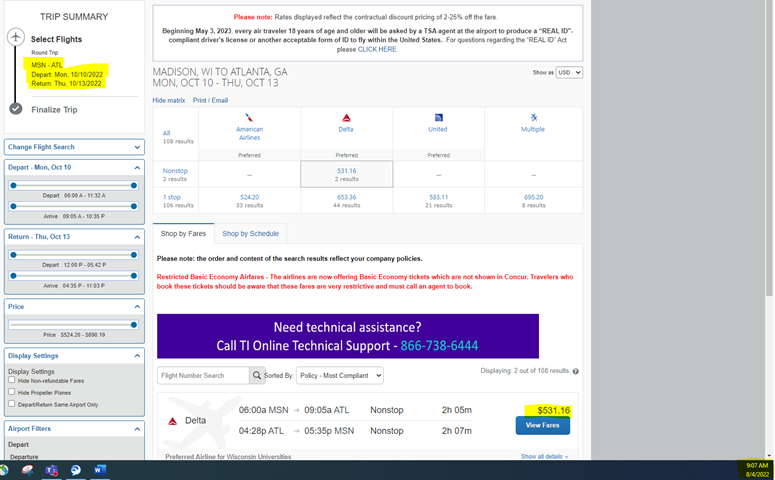 TRIP SUMMARY
Select Flights
Round Trip
MSN - ATL
Depart: Mon, 10/10/2022
Return: Thu, 10/13/2022
Finalize Trip
Change Flight Search
Depart - Mon, Oct 10
Depart 06:00 A - 11:32 A
Arrive 09:05 A - 10:35 P
Return - Thu, Oct 13
Depart 12:00 P - 05:42 P
Arrive 04:35 P - 11:03 P
Price
Price $524.20 - $890.19
Display Settings
Display Settings
Hide Non-refundable Fares
Hide Propeller Planes
Depart/Return Same Airport Only
Airport Filters
Depart
Departure
Please note: Rates displayed reflect the contractual discount pricing of 2-25% off the fare.
Beginning May 3, 2023, every air traveler 18 years of age and older will be asked by a TSA agent at the airport to produce a "REAL ID"-
compliant driver's license or another acceptable form of ID to fly within the United States. For questions regarding the "REAL ID" Act
please CLICK HERE.
MADISON, WI TO ATLANTA, GA
MON, OCT 10 - THU, OCT 13
Show as USD
Hide matrix Print / Email
All
108 results
American
Airlines
Preferred
Delta
Preferred
United
Preferred
Multiple
Nonstop
2 results
—
531.16
2 results
—
—
1 stop
106 results
524.20
33 results
653.36
44 results
583.11
21 results
695.20
8 results
Shop by Fares
Shop by Schedule
Please note: the order and content of the search results reflect your company policies.
Restricted Basic Economy Airfares - The airlines are now offering Basic Economy tickets which are not shown in Concur. Travelers who
book these tickets should be aware that these fares are very restrictive and must call an agent to book.
Need technical assistance?
Call TI Online Technical Support - 866-738-6444
Flight Number Search
Sorted By: Policy - Most Compliant
Displaying: 2 out of 108 results.
Delta
06:00a MSN → 09:05a ATL Nonstop 2h 05m
04:28p ATL → 05:35p MSN Nonstop 2h 07m
$531.16
View Fares
Preferred Airline for Wisconsin Universities
Show all details
9:07 AM
8/4/2022